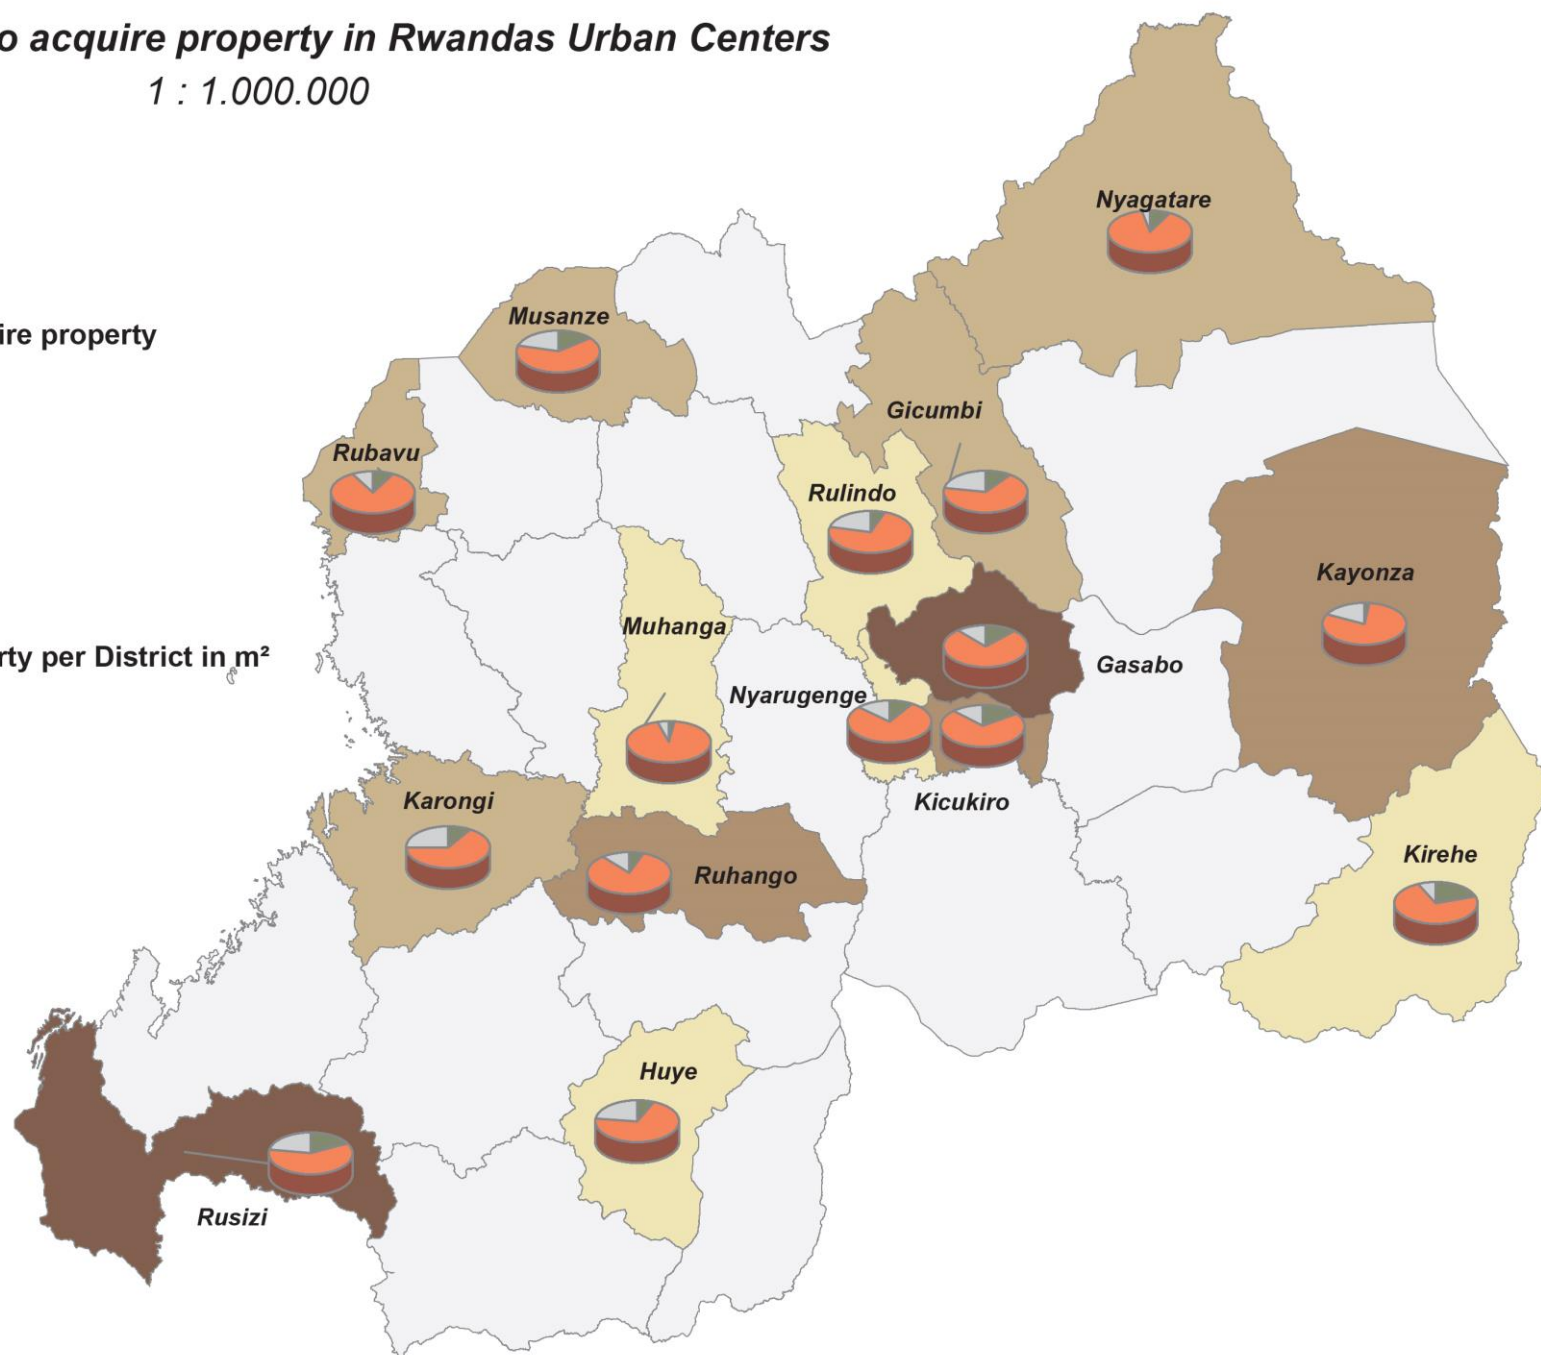 o acquire property in Rwandas Urban Centers
1 : 1.000.000
Nyagatare
Musanze
ire property
Gicumbi
Rubavu
Rulindo
Kayonza
Muhanga
rty per District in m²
Gasabo
Nyarugenge
Karongi
Kicukiro
Kirehe
Ruhango
Huye
Rusizi